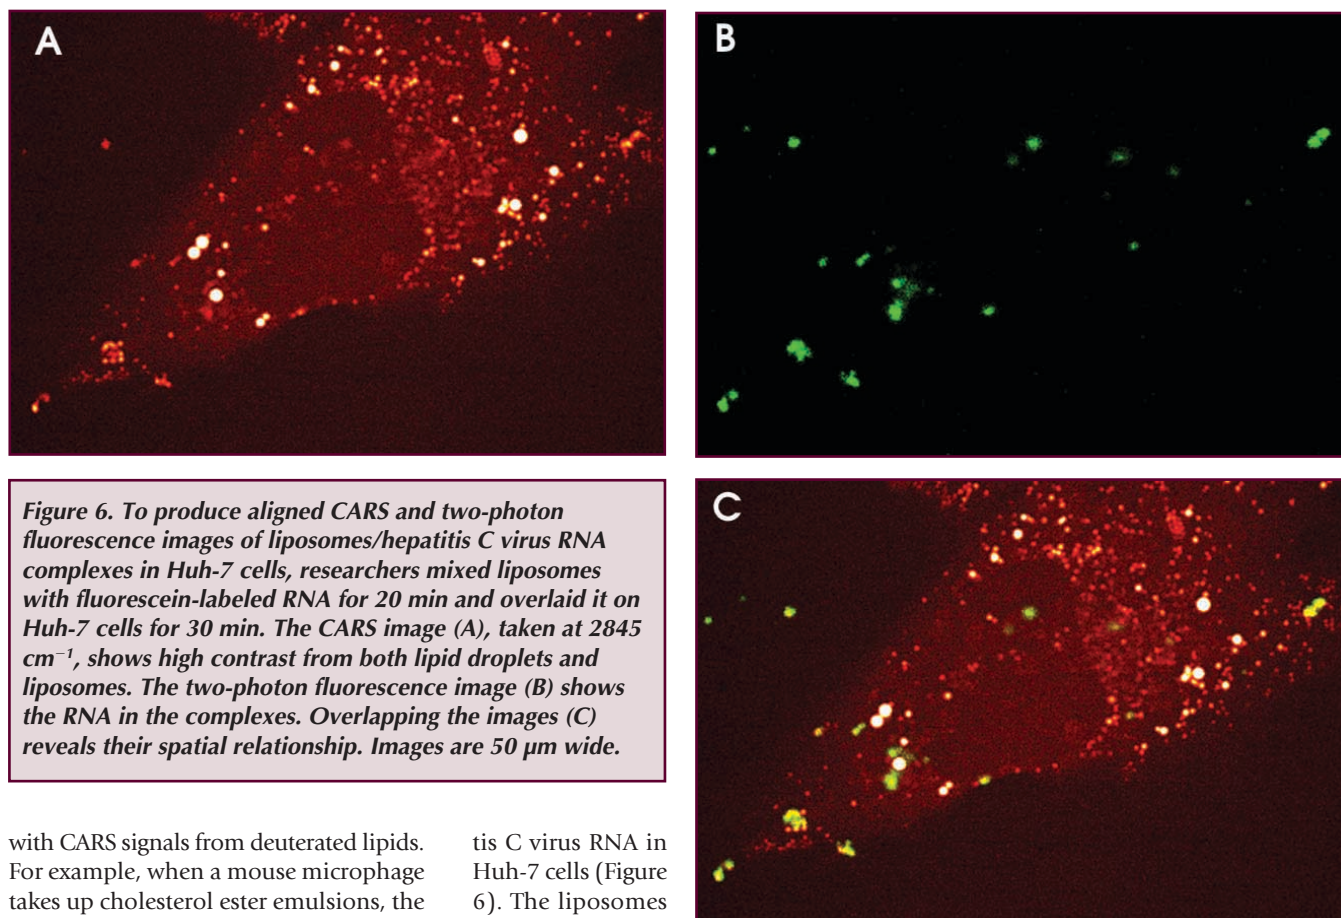 A
B
Figure 6. To produce aligned CARS and two-photon
fluorescence images of liposomes/hepatitis C virus RNA
complexes in Huh-7 cells, researchers mixed liposomes
with fluorescein-labeled RNA for 20 min and overlaid it on
Huh-7 cells for 30 min. The CARS image (A), taken at 2845
cm⁻¹, shows high contrast from both lipid droplets and
liposomes. The two-photon fluorescence image (B) shows
the RNA in the complexes. Overlapping the images (C)
reveals their spatial relationship. Images are 50 µm wide.
C
with CARS signals from deuterated lipids.
For example, when a mouse microphage
takes up cholesterol ester emulsions, the
tis C virus RNA in
Huh-7 cells (Figure
6). The liposomes